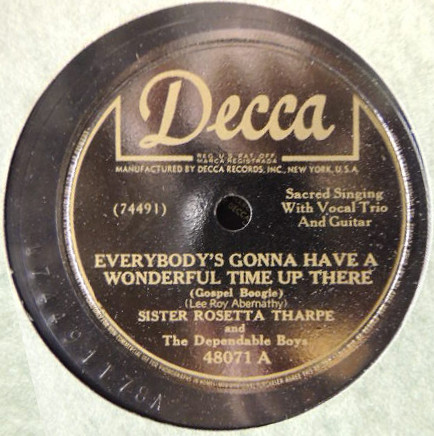 Decca
REG. U.S. PAT. OFF.
MARCA REGISTRADA
MANUFACTURED BY DECCA RECORDS, INC., NEW YORK, U.S.A.
(74491)
Sacred Singing
With Vocal Trio
And Guitar
EVERYBODY'S GONNA HAVE A
WONDERFUL TIME UP THERE
(Gospel Boogie)
(Lee Roy Abernathy)
SISTER ROSETTA THARPE
and
The Dependable Boys
48071 A